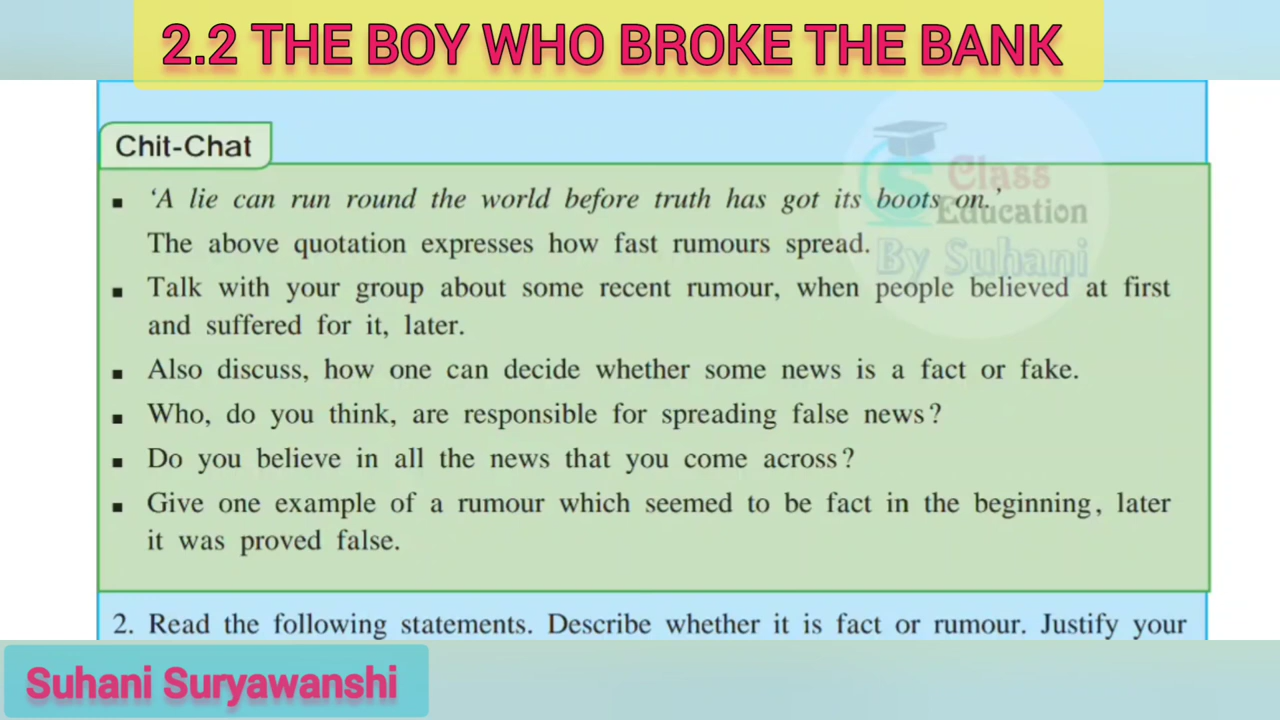 2.2 THE BOY WHO BROKE THE BANK
Chit-Chat
▪ ‘A lie can run round the world before truth has got its boots on.’
The above quotation expresses how fast rumours spread.
▪ Talk with your group about some recent rumour, when people believed at first
and suffered for it, later.
▪ Also discuss, how one can decide whether some news is a fact or fake.
▪ Who, do you think, are responsible for spreading false news?
▪ Do you believe in all the news that you come across?
▪ Give one example of a rumour which seemed to be fact in the beginning, later
it was proved false.
2. Read the following statements. Describe whether it is fact or rumour. Justify your
Class
Education
By Suhani
Suhani Suryawanshi